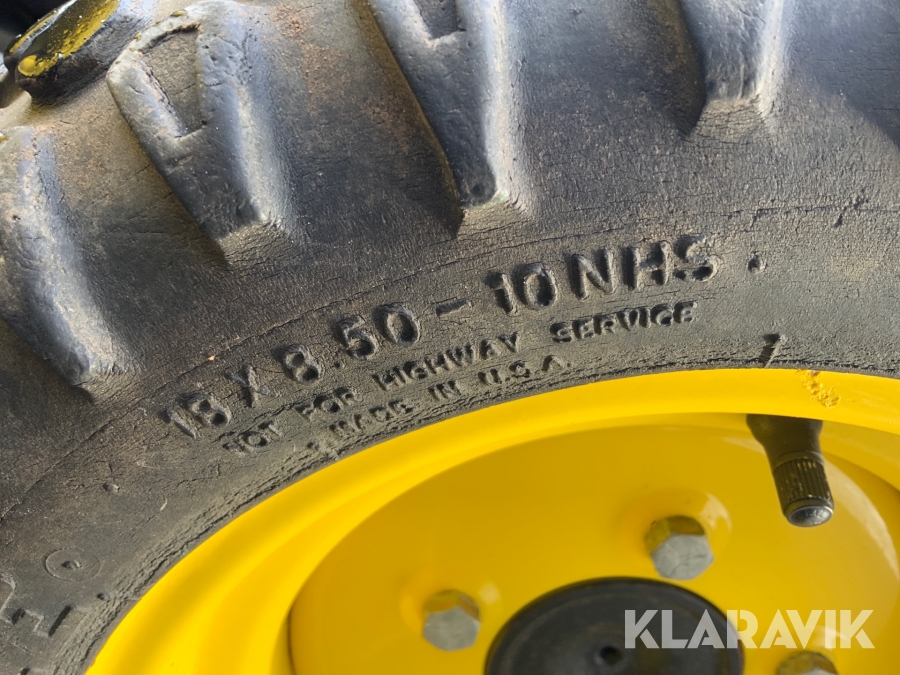 18 X 8.50 - 10 NHS
NOT FOR HIGHWAY SERVICE
MADE IN U.S.A.
KLARAVIK